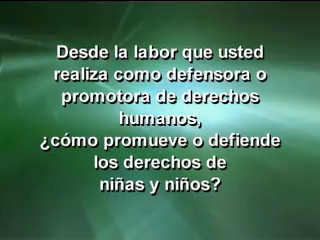 Desde la labor que usted
realiza como defensora o
promotora de derechos
humanos,
¿cómo promueve o defiende
los derechos de
niñas y niños?